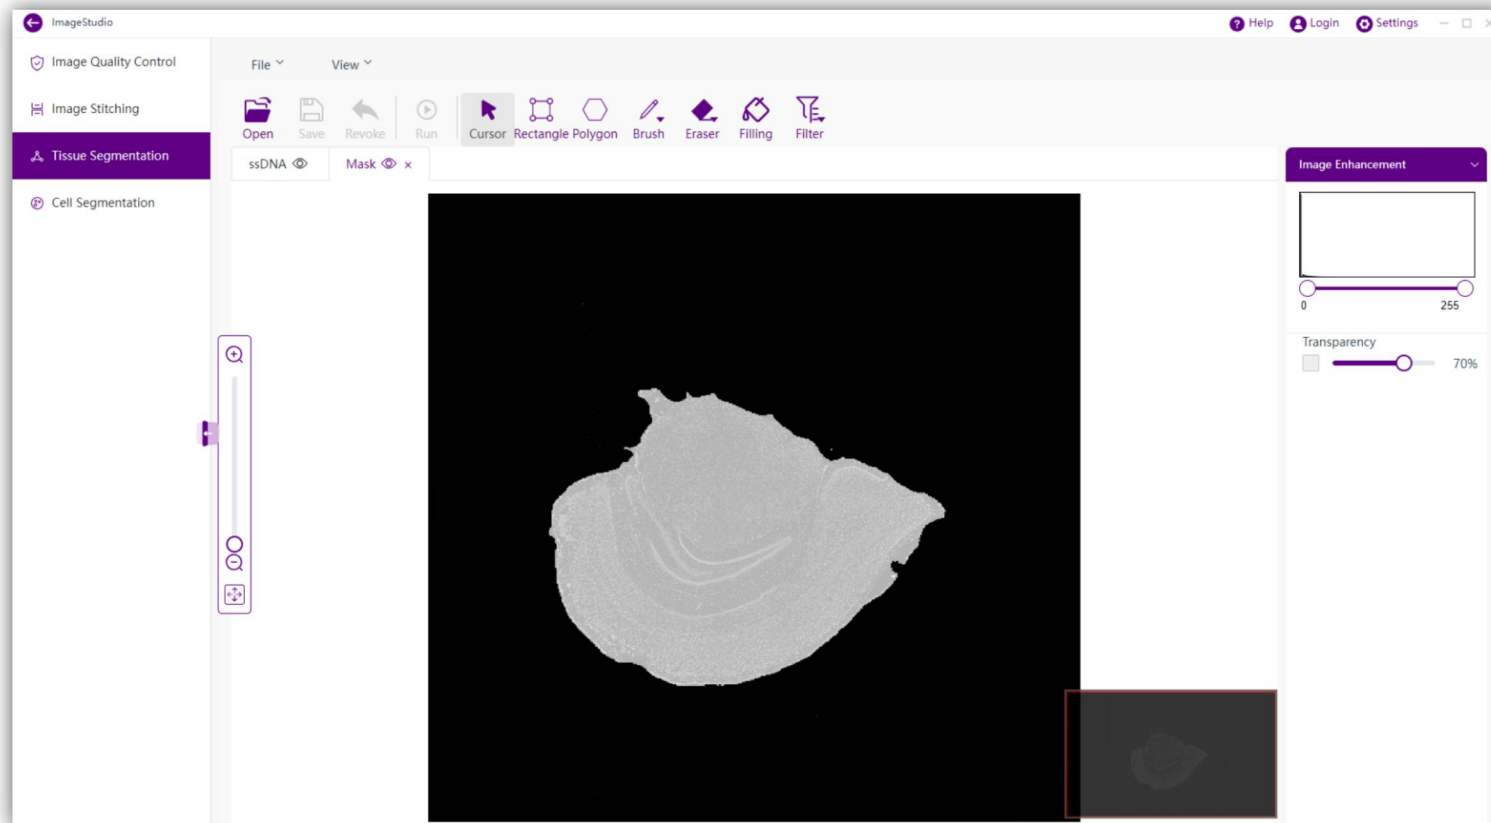 ImageStudio
Help Login Settings
Image Quality Control
Image Stitching
Tissue Segmentation
Cell Segmentation
File View
Open Save Revoke Run Cursor Rectangle Polygon Brush Eraser Filling Filter
ssDNA Mask
Image Enhancement
0 255
Transparency
70%